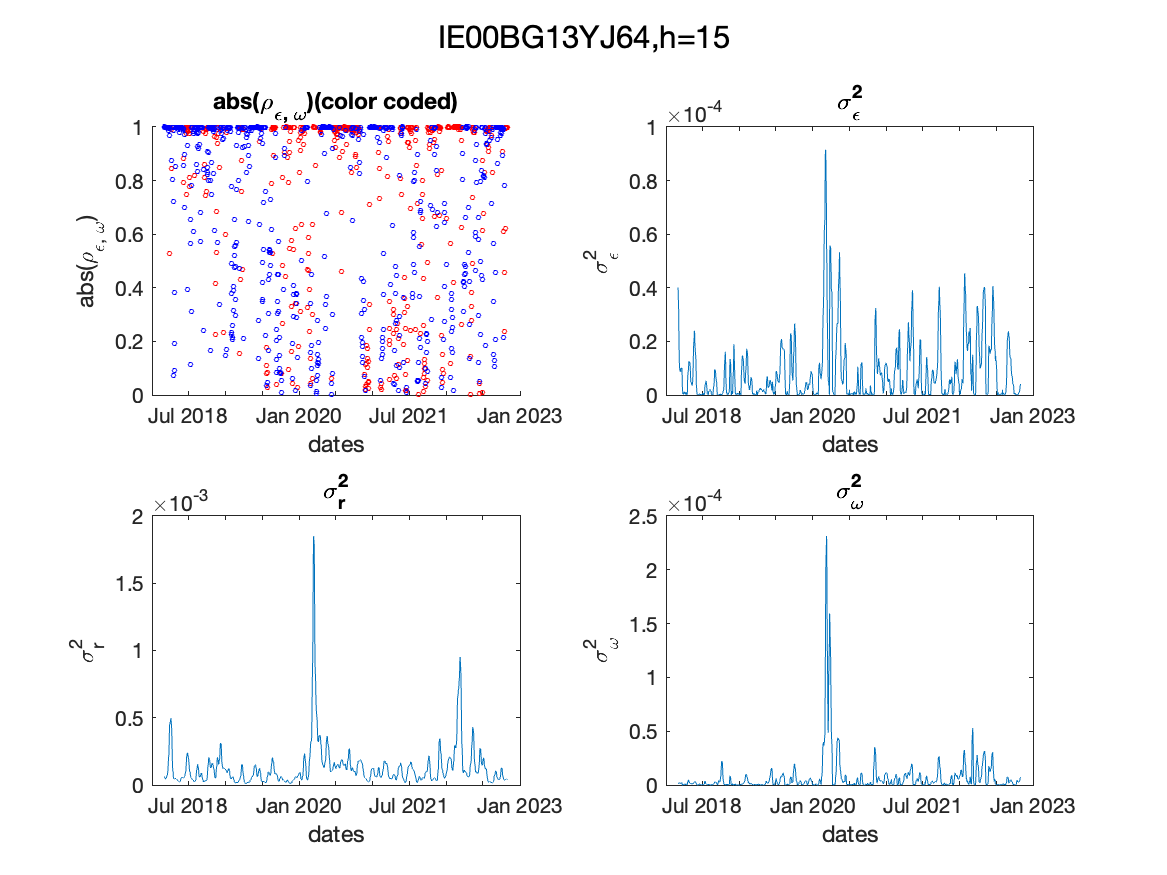 IE00BG13YJ64,h=15
abs(ρ_ϵ, ω)(color coded)
abs(ρ_ϵ, ω)
1
0.8
0.6
0.4
0.2
0
Jul 2018 Jan 2020 Jul 2021 Jan 2023
dates
σ²_ϵ
×10⁻⁴
σ²_ϵ
1
0.8
0.6
0.4
0.2
0
Jul 2018 Jan 2020 Jul 2021 Jan 2023
dates
σ²_r
×10⁻³
σ²_r
2
1.5
1
0.5
0
Jul 2018 Jan 2020 Jul 2021 Jan 2023
dates
σ²_ω
×10⁻⁴
σ²_ω
2.5
2
1.5
1
0.5
0
Jul 2018 Jan 2020 Jul 2021 Jan 2023
dates